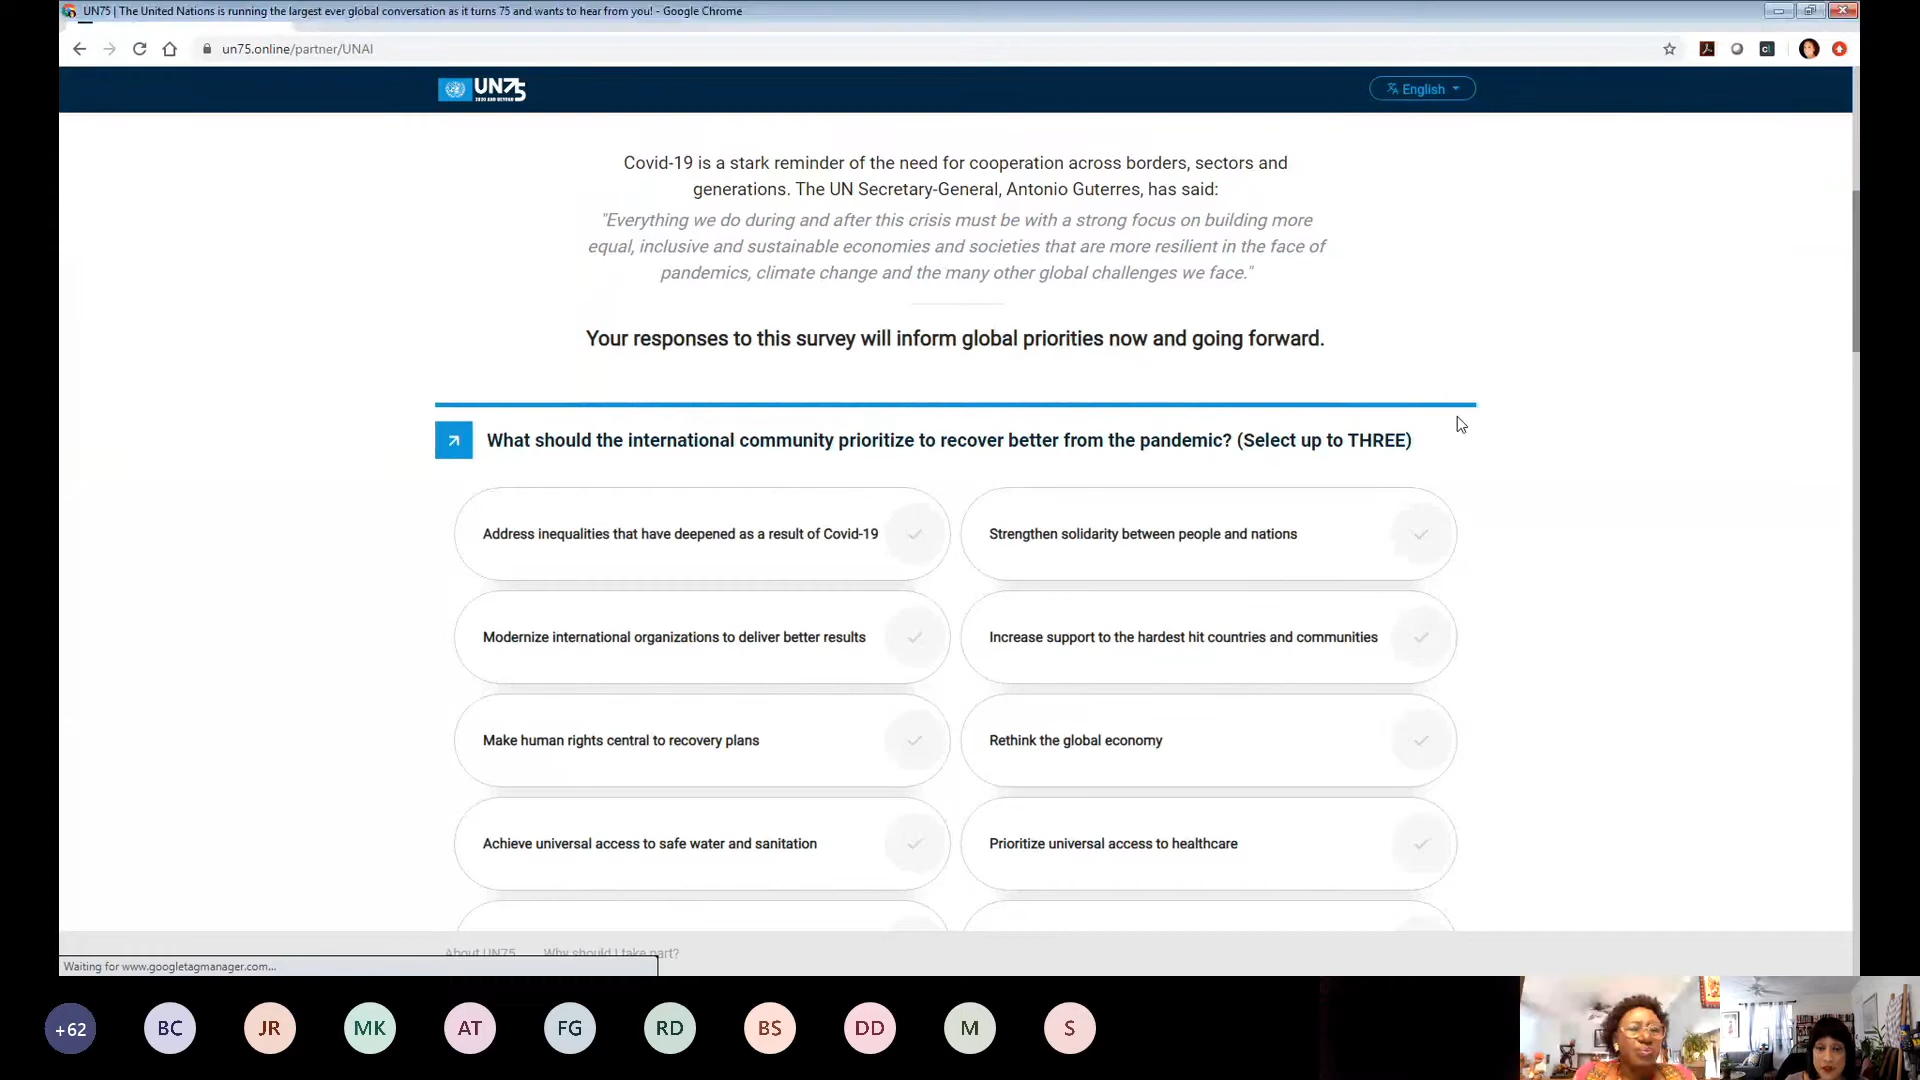 UN75 | The United Nations is running the largest ever global conversation as it turns 75 and wants to hear from you! - Google Chrome
un75.online/partner/UNAI
UN75
2020 AND BEYOND
English
Covid-19 is a stark reminder of the need for cooperation across borders, sectors and
generations. The UN Secretary-General, Antonio Guterres, has said:
"Everything we do during and after this crisis must be with a strong focus on building more
equal, inclusive and sustainable economies and societies that are more resilient in the face of
pandemics, climate change and the many other global challenges we face."
Your responses to this survey will inform global priorities now and going forward.
What should the international community prioritize to recover better from the pandemic? (Select up to THREE)
Address inequalities that have deepened as a result of Covid-19
Strengthen solidarity between people and nations
Modernize international organizations to deliver better results
Increase support to the hardest hit countries and communities
Make human rights central to recovery plans
Rethink the global economy
Achieve universal access to safe water and sanitation
Prioritize universal access to healthcare
About UN75 Why should I take part?
Waiting for www.googletagmanager.com...
+62 BC JR MK AT FG RD BS DD M S